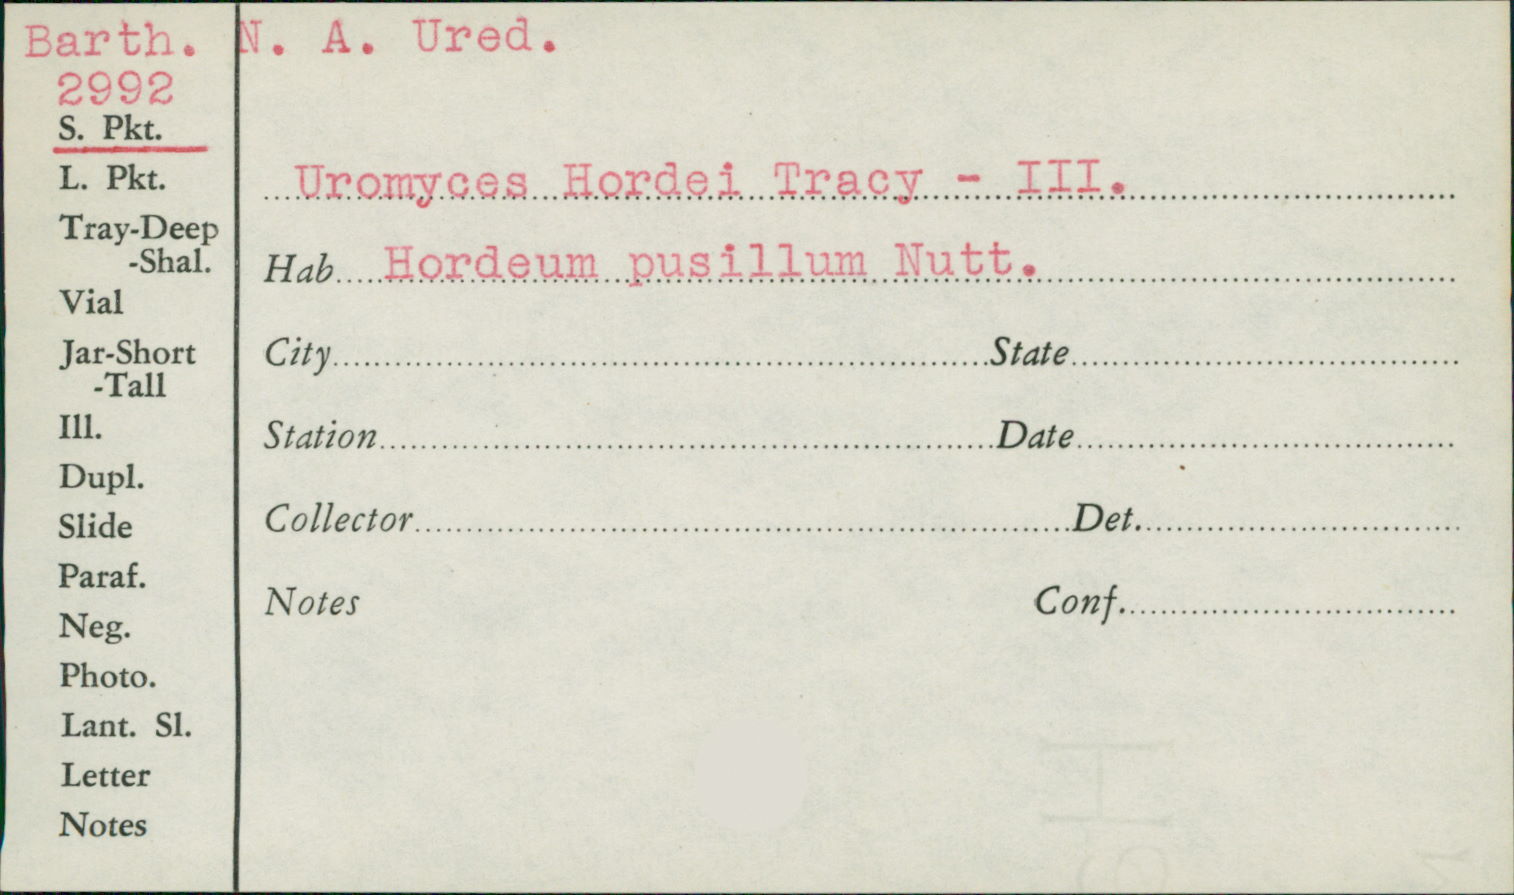 Barth. N. A. Ured.
2992
S. Pkt.
L. Pkt.
Tray-Deep
-Shal.
Vial
Jar-Short
-Tall
Ill.
Dupl.
Slide
Paraf.
Neg.
Photo.
Lant. Sl.
Letter
Notes
Uromyces Hordei Tracy - III.
Hab Hordeum pusillum Nutt.
City State
Station Date
Collector Det.
Notes Conf.